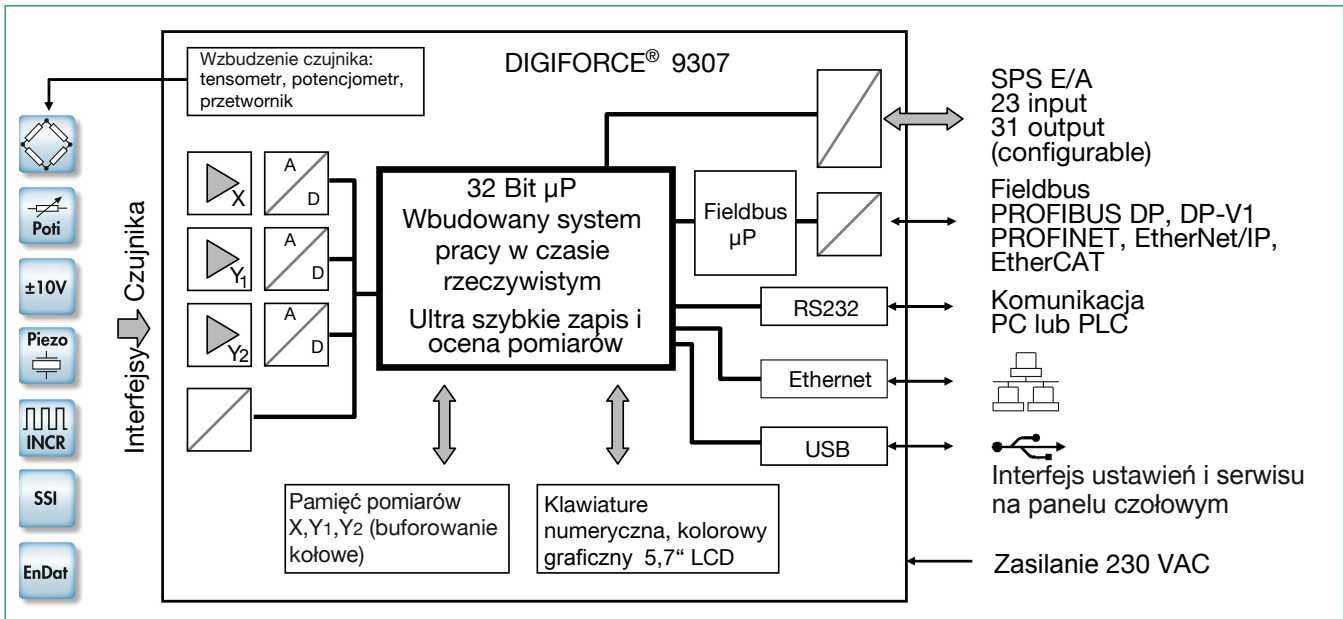 Wzbudzenie czujnika:
tensometr, potencjometr,
przetwornik
DIGIFORCE® 9307
SPS E/A
23 input
31 output
(configurable)
Poti
±10V
Piezo
INCR
SSI
EnDat
Interfejsy Czujnika
X
A
D
Y1
A
D
Y2
A
D
32 Bit µP
Wbudowany system
pracy w czasie
rzeczywistym
Ultra szybkie zapis i
ocena pomiarów
Fieldbus
µP
Fieldbus
PROFIBUS DP, DP-V1
PROFINET, EtherNet/IP,
EtherCAT
RS232
Komunikacja
PC lub PLC
Ethernet
USB
Interfejs ustawień i serwisu
na panelu czołowym
Pamięć pomiarów
X,Y1,Y2 (buforowanie
kołowe)
Klawiature
numeryczna, kolorowy
graficzny 5,7“ LCD
Zasilanie 230 VAC